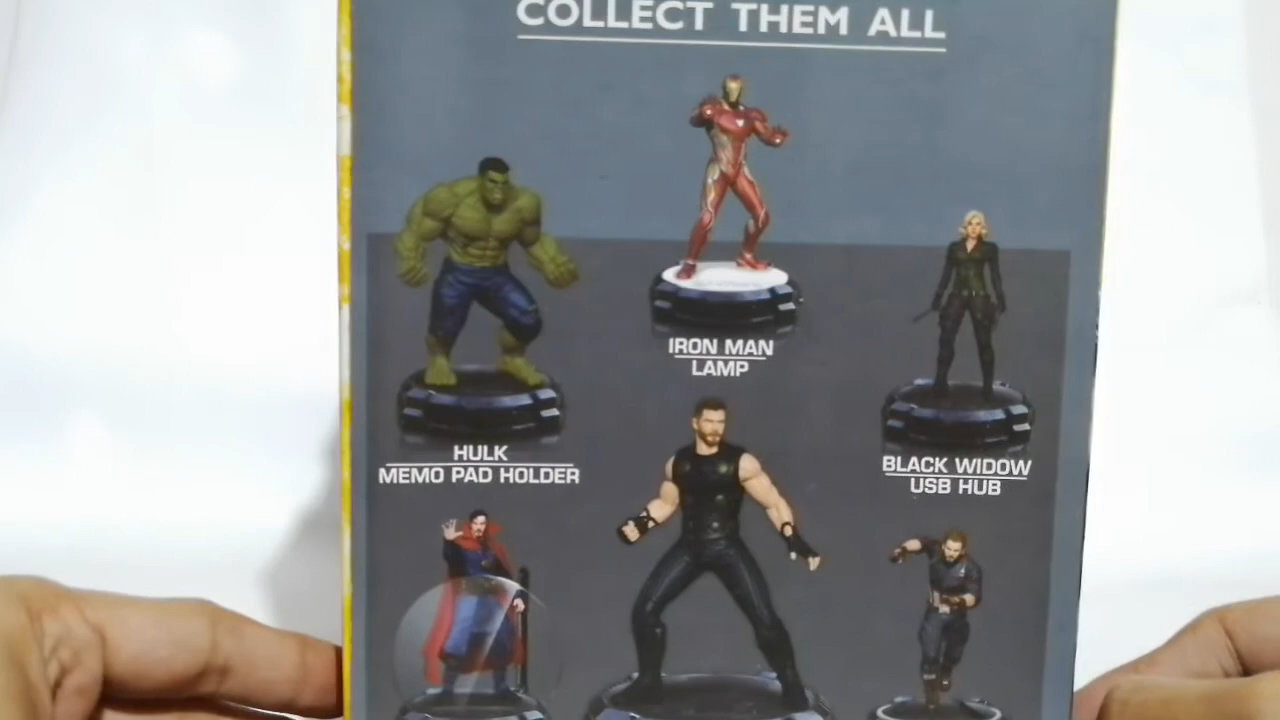 COLLECT THEM ALL
IRON MAN
LAMP
HULK
MEMO PAD HOLDER
BLACK WIDOW
USB HUB